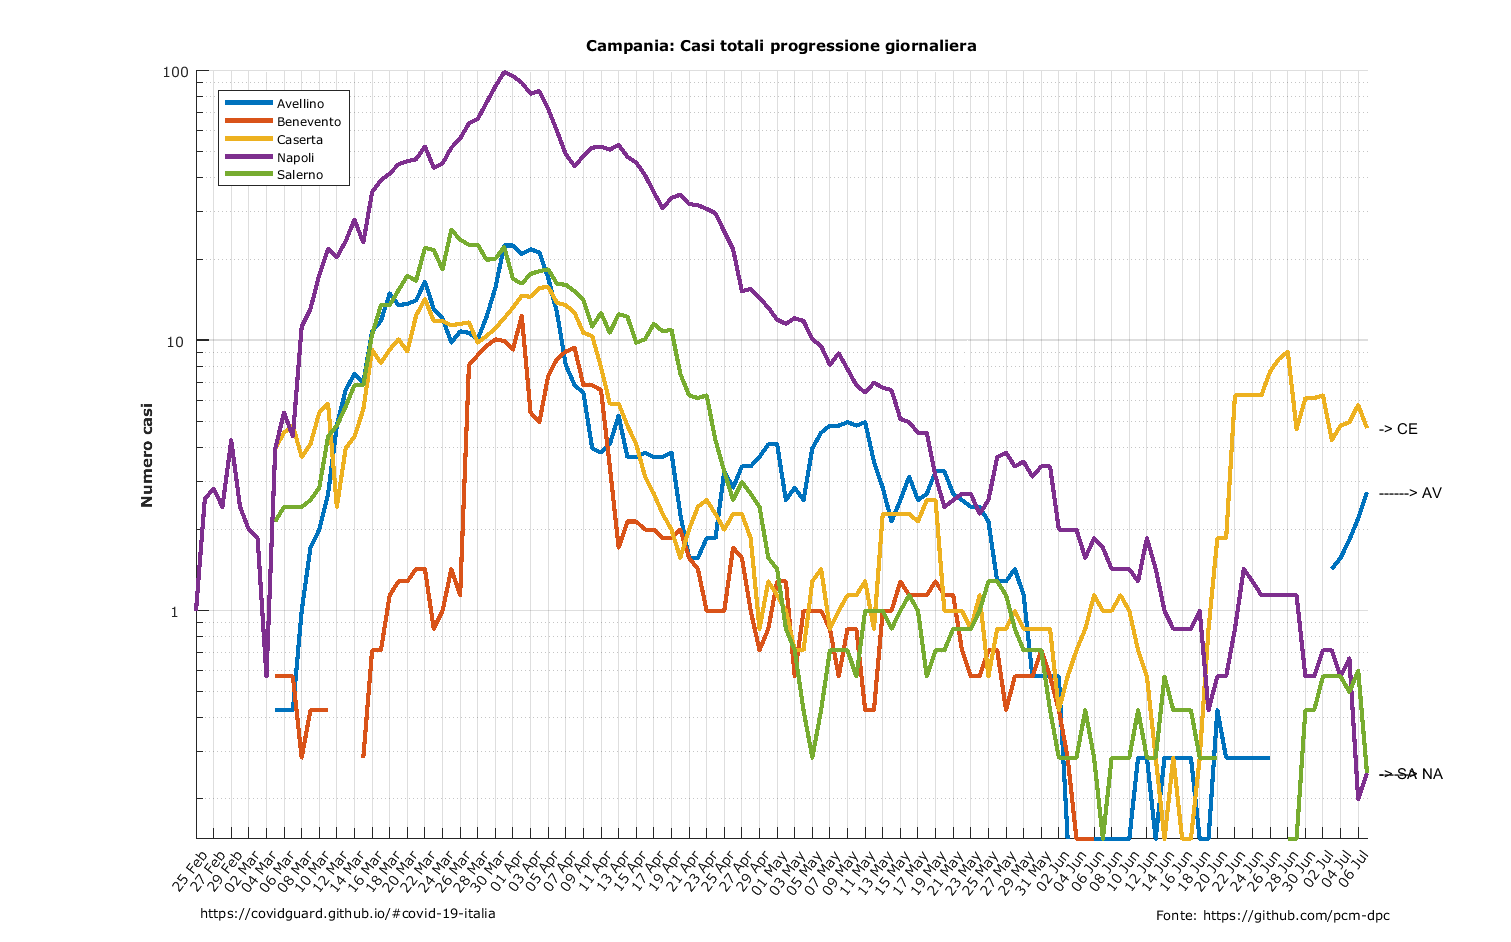 Campania: Casi totali progressione giornaliera
100
10
1
Numero casi
Avellino
Benevento
Caserta
Napoli
Salerno
-> CE
------> AV
-> SA
-----> NA
25 Feb
27 Feb
29 Feb
02 Mar
04 Mar
06 Mar
08 Mar
10 Mar
12 Mar
14 Mar
16 Mar
18 Mar
20 Mar
22 Mar
24 Mar
26 Mar
28 Mar
30 Mar
01 Apr
03 Apr
05 Apr
07 Apr
09 Apr
11 Apr
13 Apr
15 Apr
17 Apr
19 Apr
21 Apr
23 Apr
25 Apr
27 Apr
29 Apr
01 May
03 May
05 May
07 May
09 May
11 May
13 May
15 May
17 May
19 May
21 May
23 May
25 May
27 May
29 May
31 May
02 Jun
04 Jun
06 Jun
08 Jun
10 Jun
12 Jun
14 Jun
16 Jun
18 Jun
20 Jun
22 Jun
24 Jun
26 Jun
28 Jun
30 Jun
02 Jul
04 Jul
06 Jul
https://covidguard.github.io/#covid-19-italia
Fonte: https://github.com/pcm-dpc